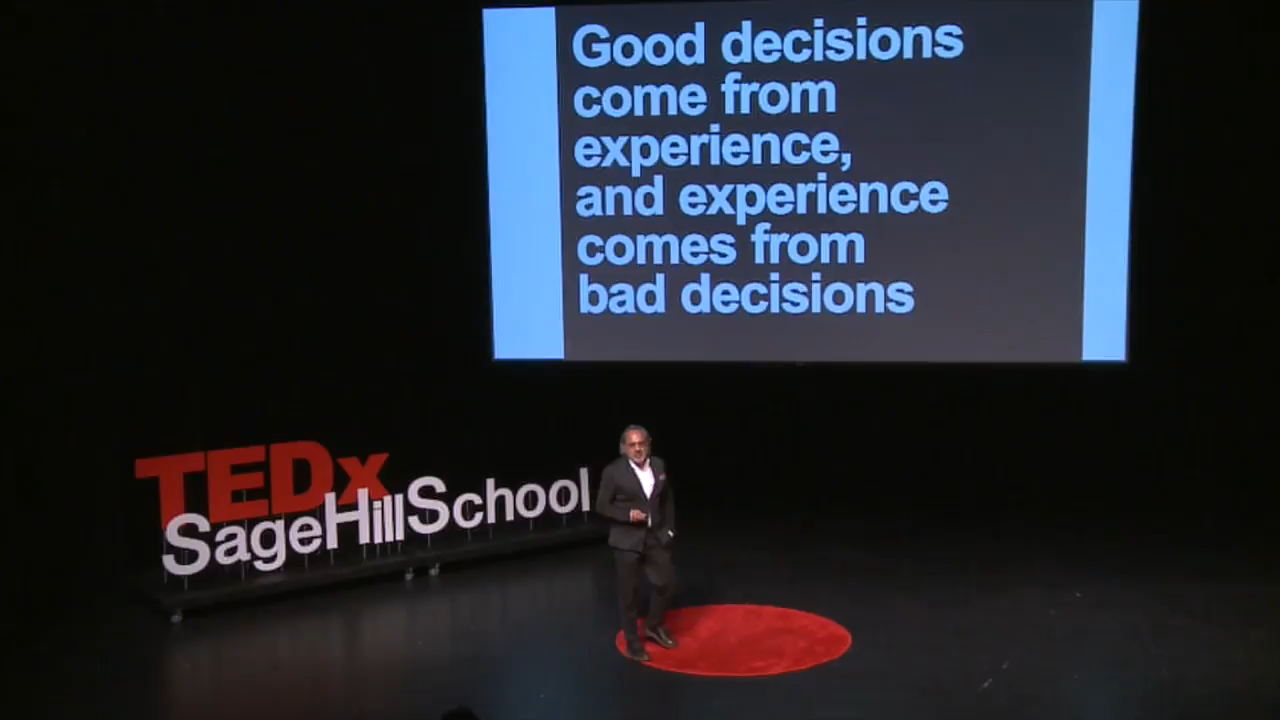 Good decisions
come from
experience,
and experience
comes from
bad decisions
TEDx
SageHillSchool